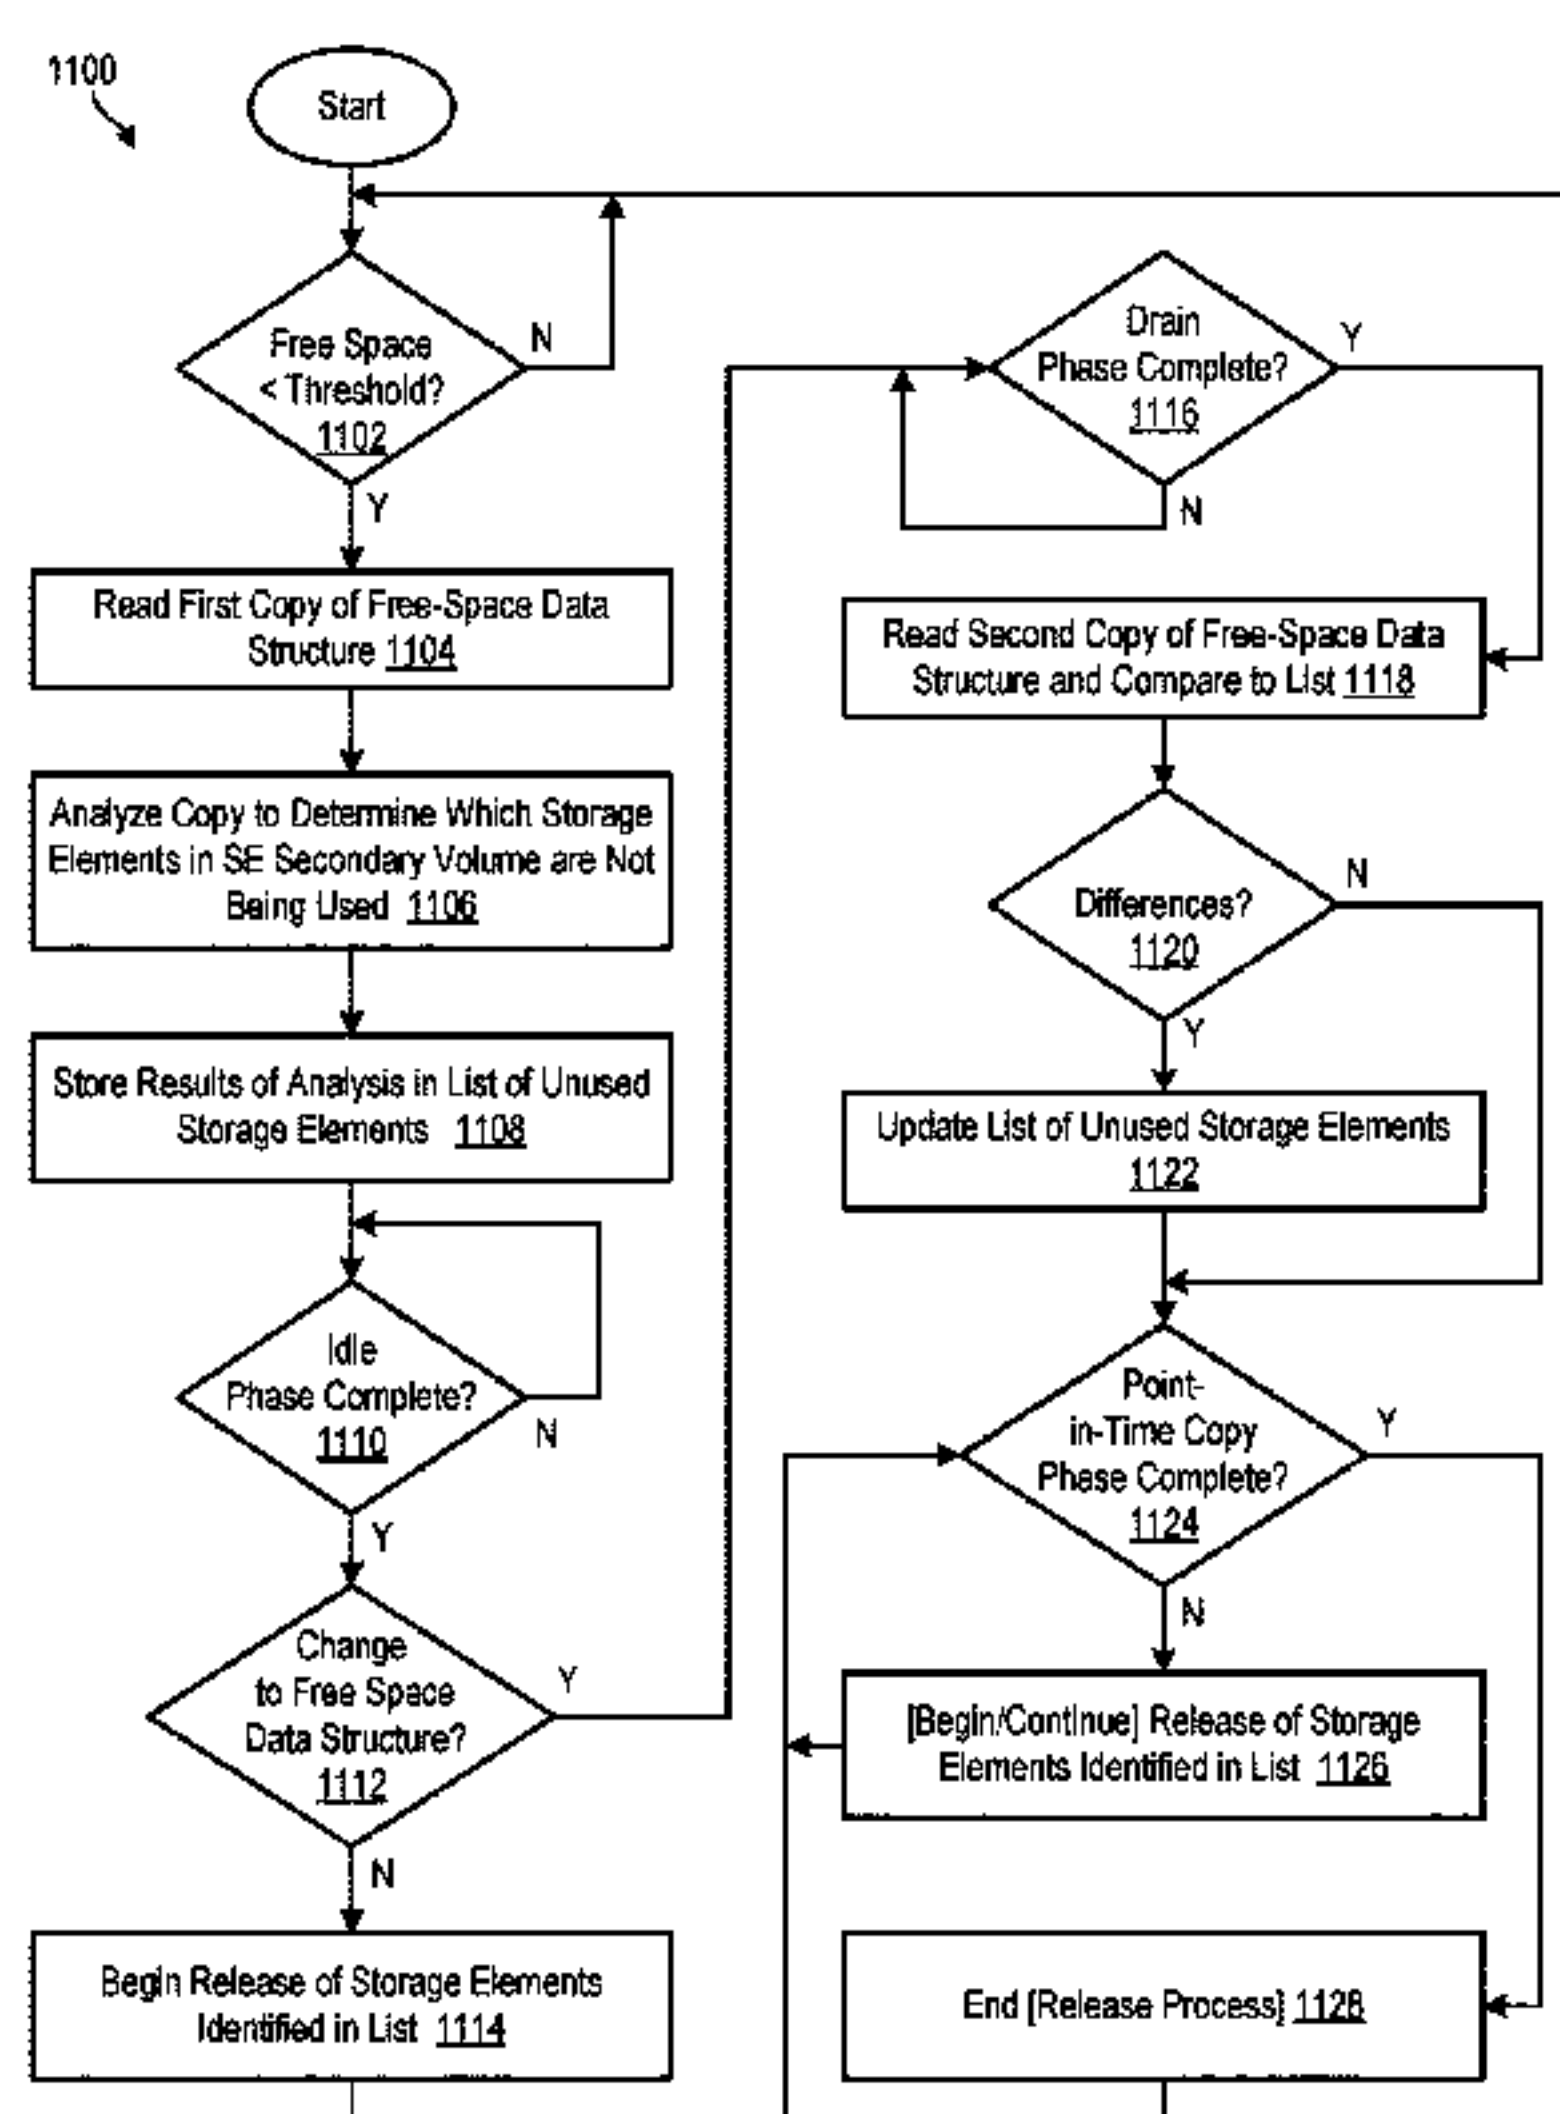 1100
Start
Free Space
< Threshold?
1102
N
Y
Read First Copy of Free-Space Data
Structure 1104
Analyze Copy to Determine Which Storage
Elements in SE Secondary Volume are Not
Being Used 1106
Store Results of Analysis in List of Unused
Storage Elements 1108
Idle
Phase Complete?
1110
N
Y
Change
to Free Space
Data Structure?
1112
Y
N
Begin Release of Storage Elements
Identified in List 1114
Drain
Phase Complete?
1116
Y
N
Read Second Copy of Free-Space Data
Structure and Compare to List 1118
Differences?
1120
N
Y
Update List of Unused Storage Elements
1122
Point-
in-Time Copy
Phase Complete?
1124
Y
N
[Begin/Continue] Release of Storage
Elements Identified in List 1126
End [Release Process] 1128